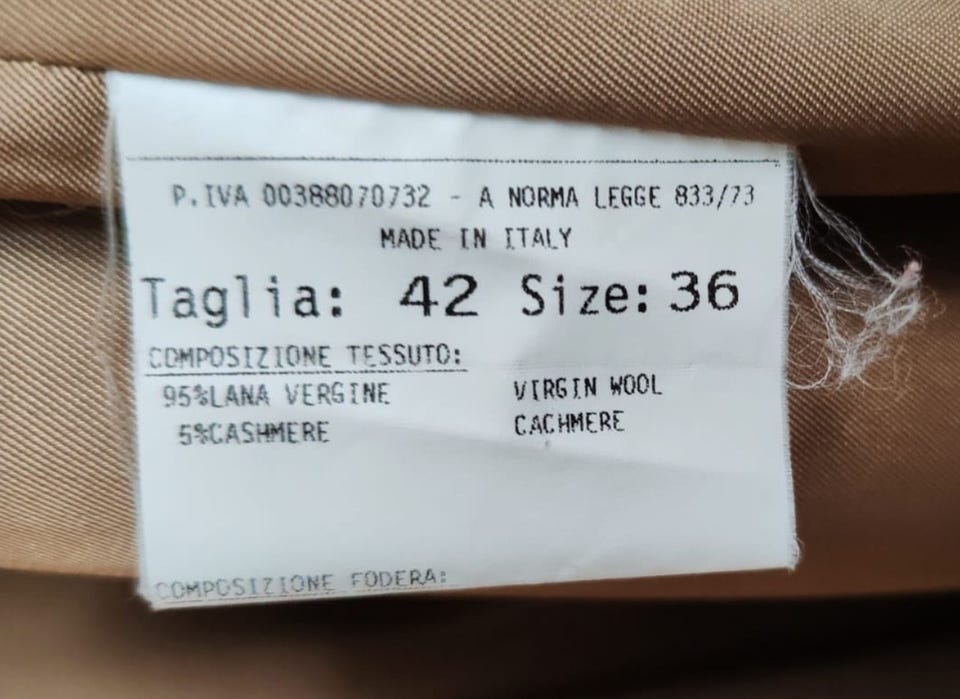 P.IVA 00388070732 - A NORMA LEGGE 833/73
MADE IN ITALY
Taglia: 42 Size: 36
COMPOSIZIONE TESSUTO:
95%LANA VERGINE VIRGIN WOOL
5%CASHMERE CACHMERE
COMPOSIZIONE FODERA: